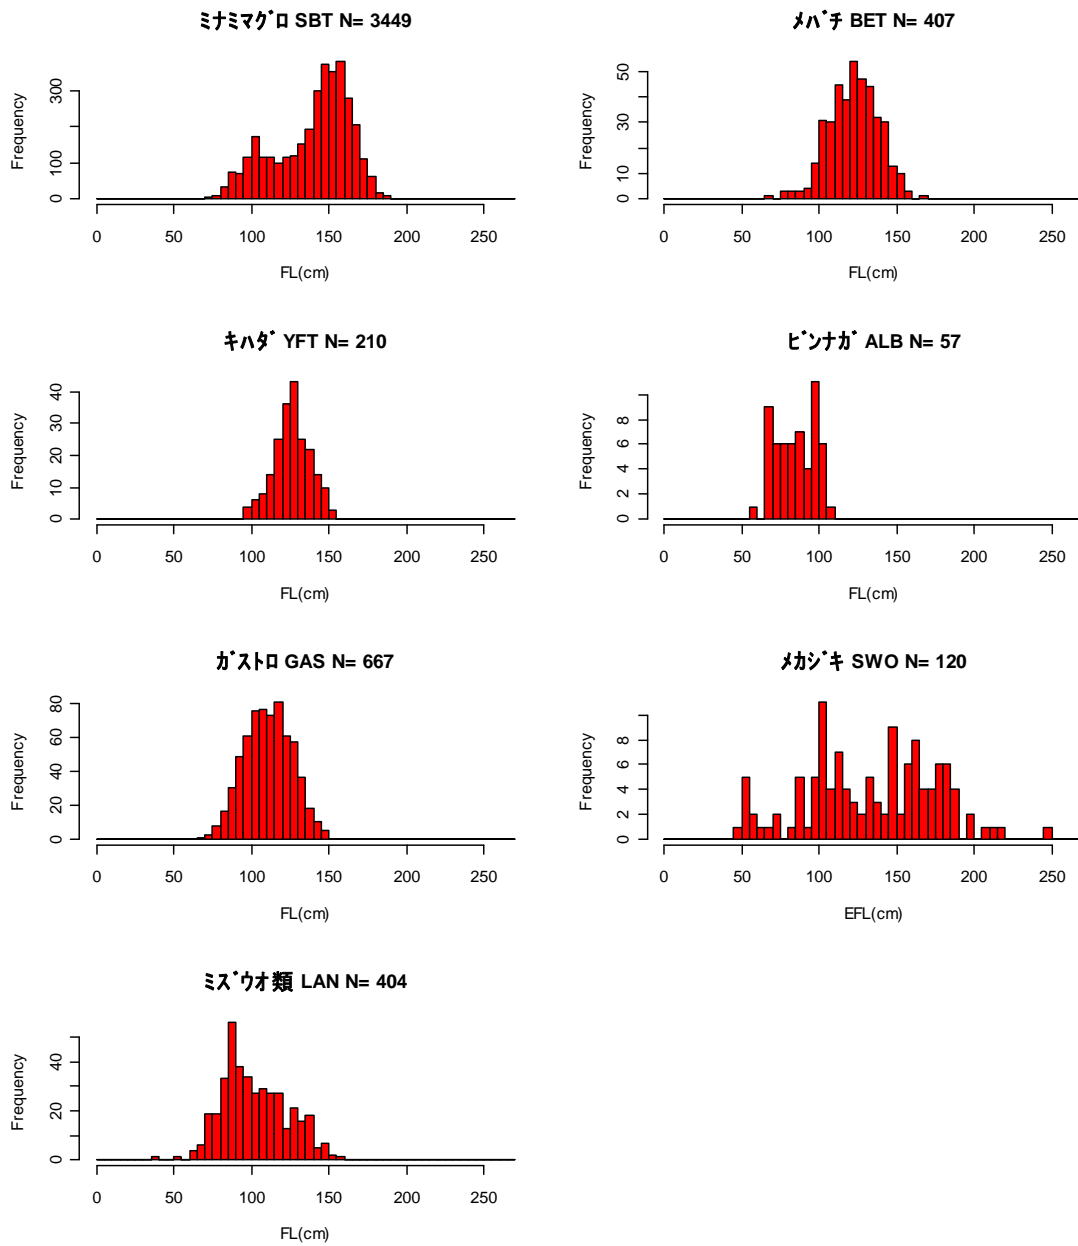 ﾐﾅﾐﾏｸﾞﾛ SBT N= 3449
Frequency
300
100
0
0 50 100 150 200 250
FL(cm)
ﾒﾊﾞﾁ BET N= 407
Frequency
50
30
10
0
0 50 100 150 200 250
FL(cm)
ｷﾊﾀﾞ YFT N= 210
Frequency
40
30
20
10
0
0 50 100 150 200 250
FL(cm)
ﾋﾞﾝﾅｶﾞ ALB N= 57
Frequency
8
6
4
2
0
0 50 100 150 200 250
FL(cm)
ｶﾞｽﾄﾛ GAS N= 667
Frequency
80
60
40
20
0
0 50 100 150 200 250
FL(cm)
ﾒｶｼﾞｷ SWO N= 120
Frequency
8
6
4
2
0
0 50 100 150 200 250
EFL(cm)
ﾐｽﾞｳｵ類 LAN N= 404
Frequency
40
20
0
0 50 100 150 200 250
FL(cm)